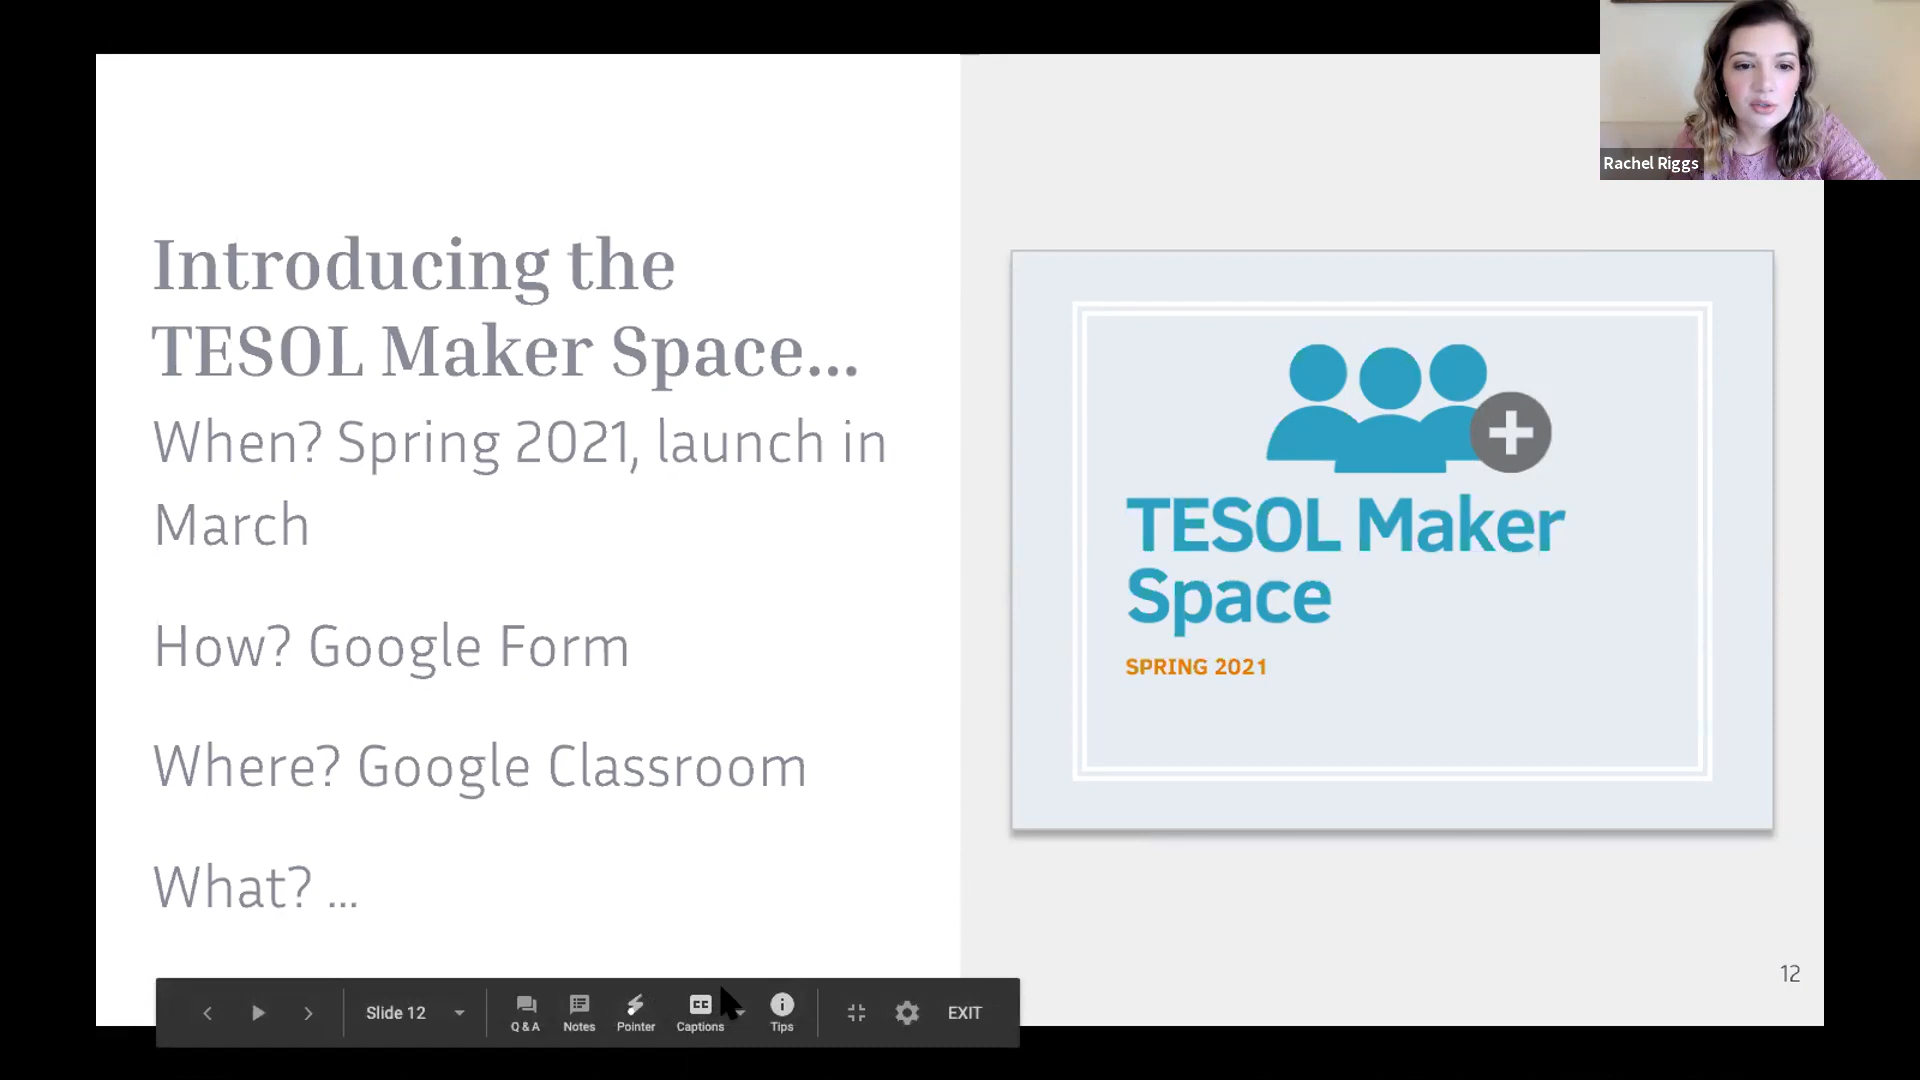 Rachel Riggs
Introducing the
TESOL Maker Space...
When? Spring 2021, launch in
March
How? Google Form
Where? Google Classroom
What? ...
TESOL Maker
Space
SPRING 2021
12
Slide 12
Q & A
Notes
Pointer
CC
Captions
Tips
EXIT